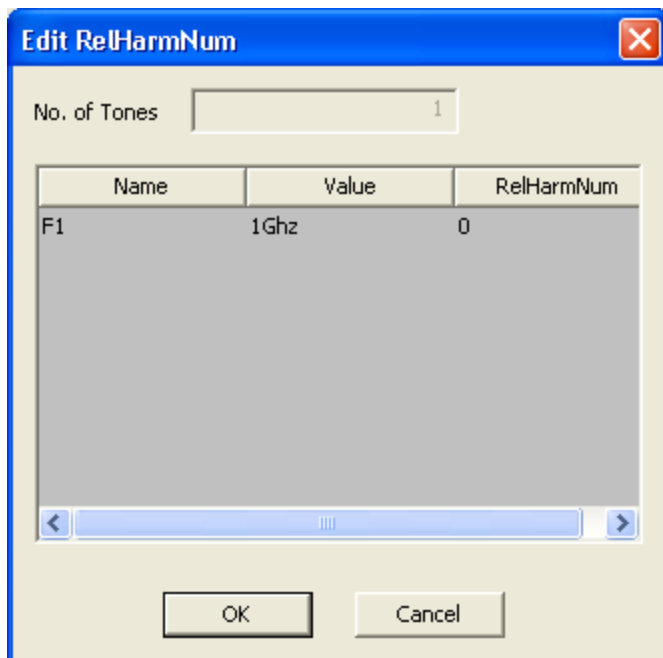 Edit RelHarmNum
No. of Tones 1
Name Value RelHarmNum
F1 1Ghz 0
OK Cancel